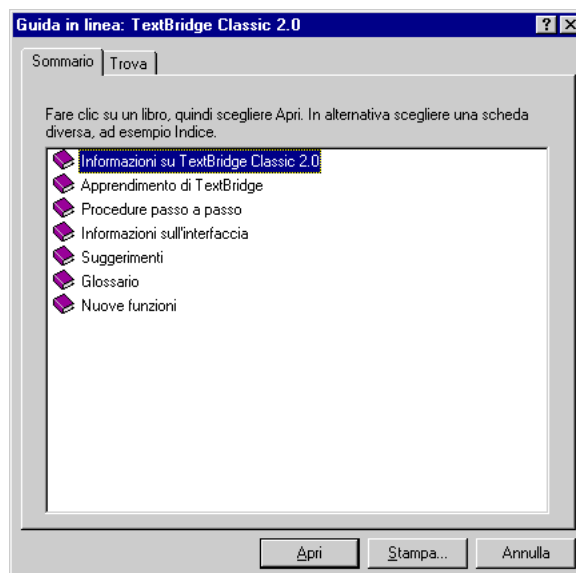 Guida in linea: TextBridge Classic 2.0
Sommario
Trova
Fare clic su un libro, quindi scegliere Apri. In alternativa scegliere una scheda
diversa, ad esempio Indice.
Informazioni su TextBridge Classic 2.0
Apprendimento di TextBridge
Procedure passo a passo
Informazioni sull'interfaccia
Suggerimenti
Glossario
Nuove funzioni
Apri
Stampa...
Annulla